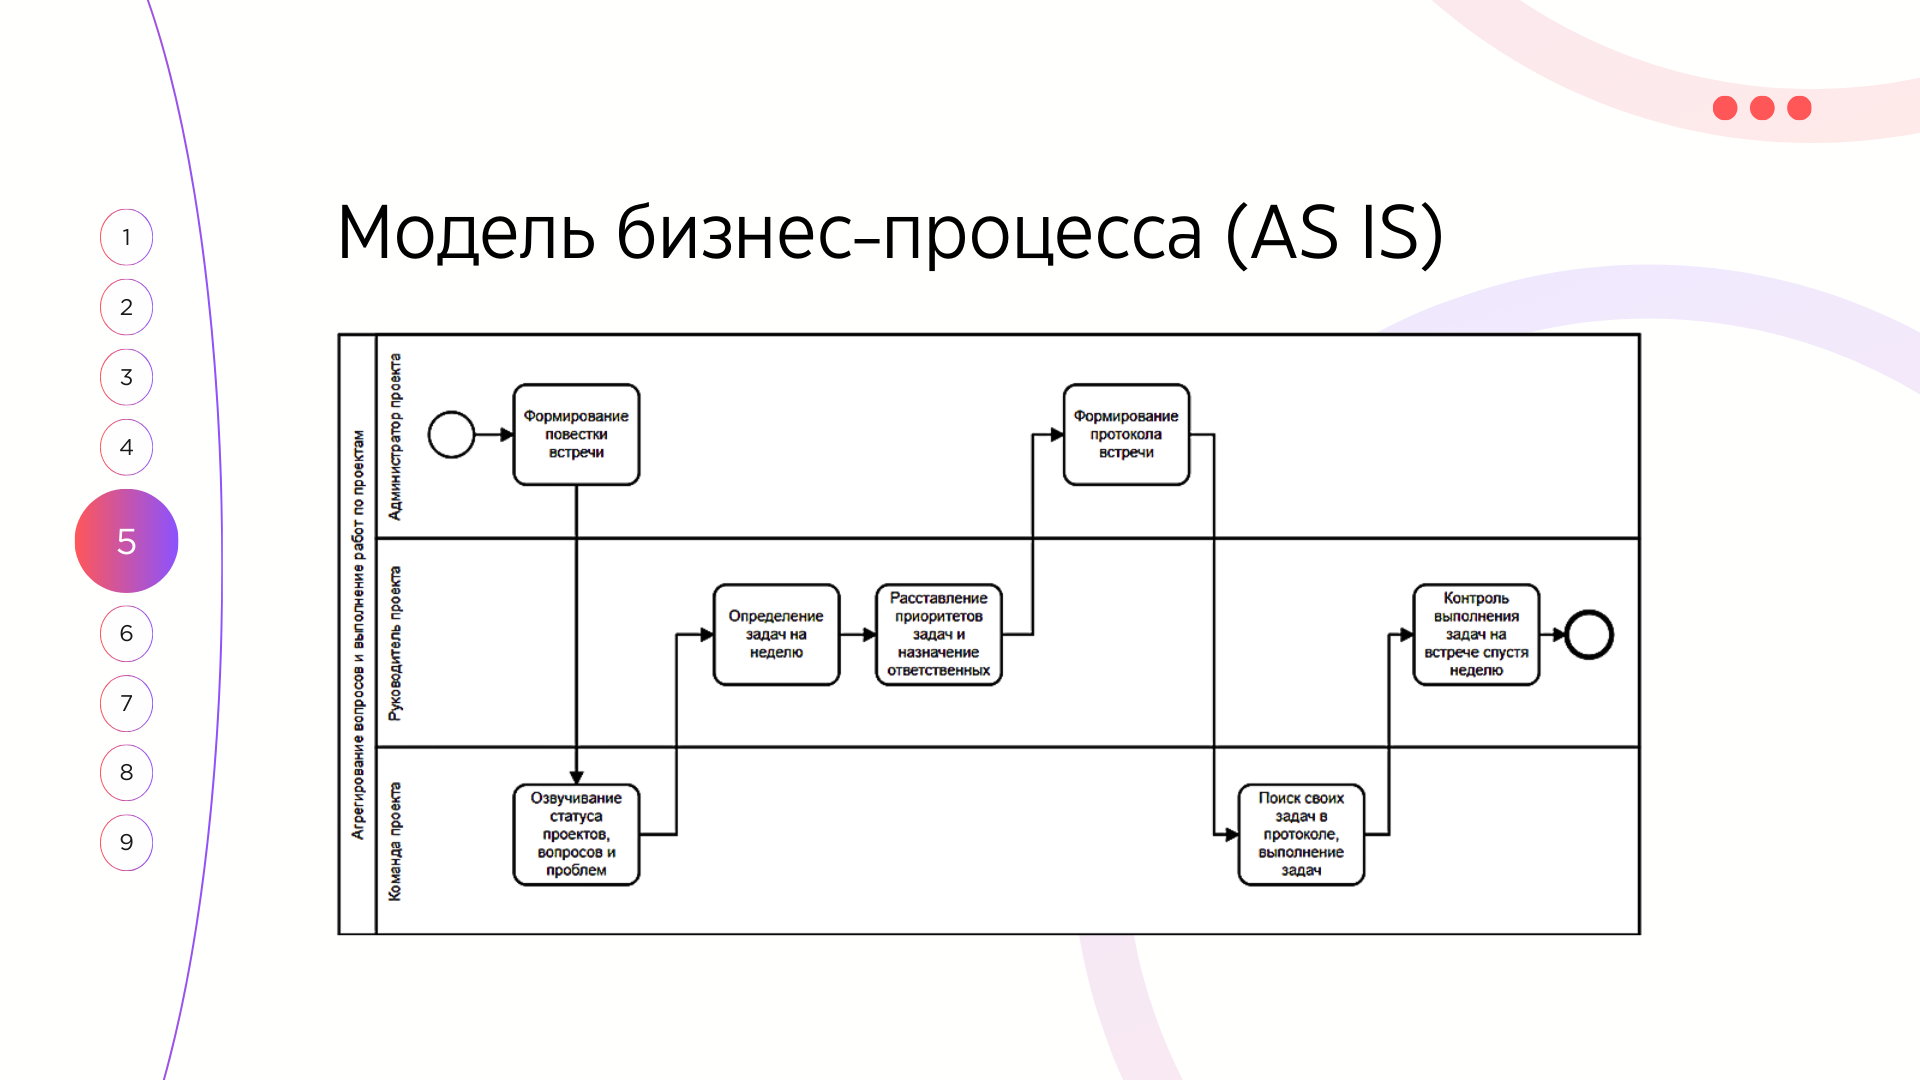 Модель бизнес-процесса (AS IS)
1
2
3
4
5
6
7
8
9
Агрегирование вопросов и выполнение работ по проектам
Администратор проекта
Формирование
повестки
встречи
Формирование
протокола
встречи
Руководитель проекта
Определение
задач на
неделю
Расставление
приоритетов
задач и
назначение
ответственных
Контроль
выполнения
задач на
встрече спустя
неделю
Команда проекта
Озвучивание
статуса
проектов,
вопросов и
проблем
Поиск своих
задач в
протоколе,
выполнение
задач